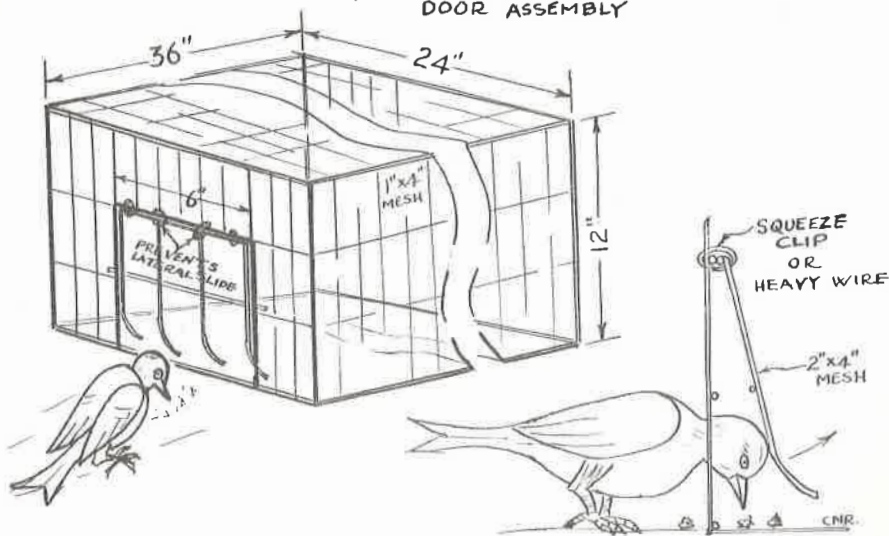 DOOR ASSEMBLY
36"
24"
6"
1"x4"
MESH
12"
PREVENTS
LATERAL SLIDE
SQUEEZE
CLIP
OR
HEAVY WIRE
2"x4"
MESH
CNR.